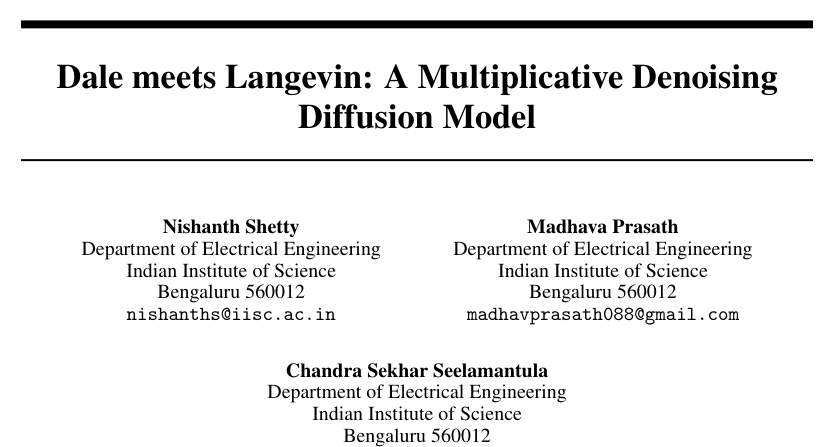 Dale meets Langevin: A Multiplicative Denoising
Diffusion Model
Nishanth Shetty
Department of Electrical Engineering
Indian Institute of Science
Bengaluru 560012
nishanths@iisc.ac.in
Madhava Prasath
Department of Electrical Engineering
Indian Institute of Science
Bengaluru 560012
madhavprasath088@gmail.com
Chandra Sekhar Seelamantula
Department of Electrical Engineering
Indian Institute of Science
Bengaluru 560012